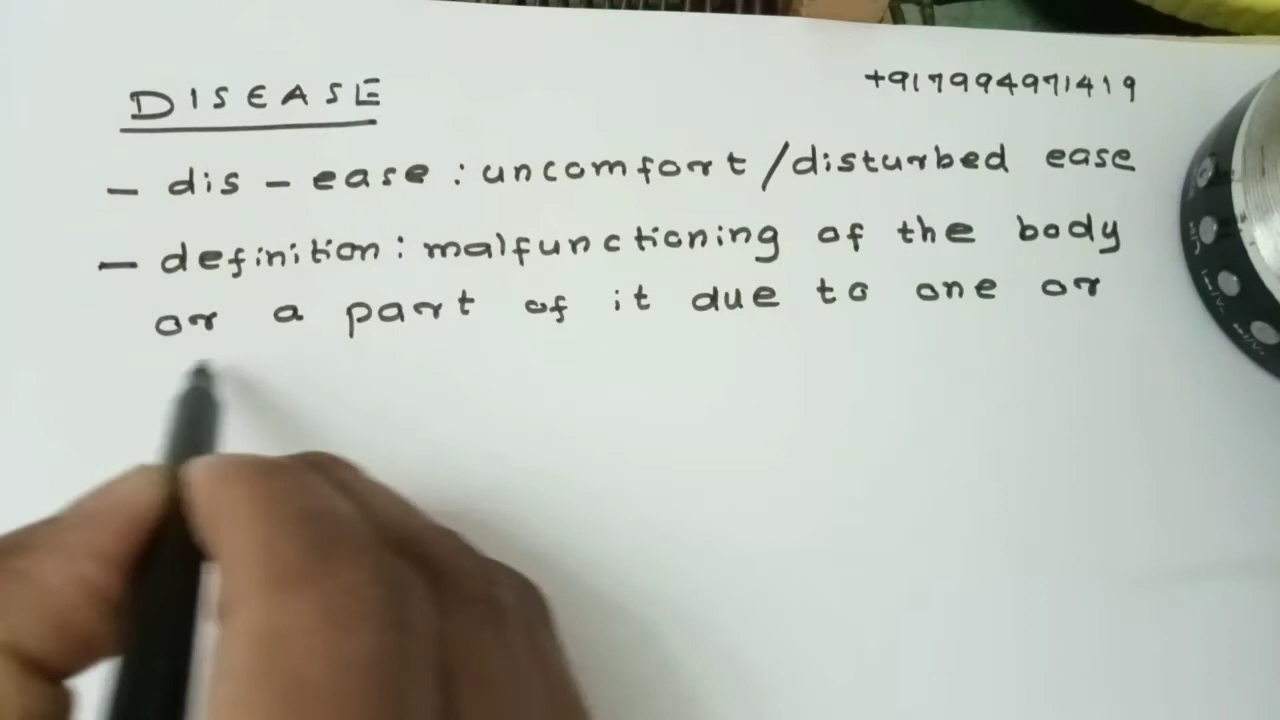 DISEASE
+917994971419
– dis – ease : uncomfort / disturbed ease
– definition : malfunctioning of the body
or a part of it due to one or